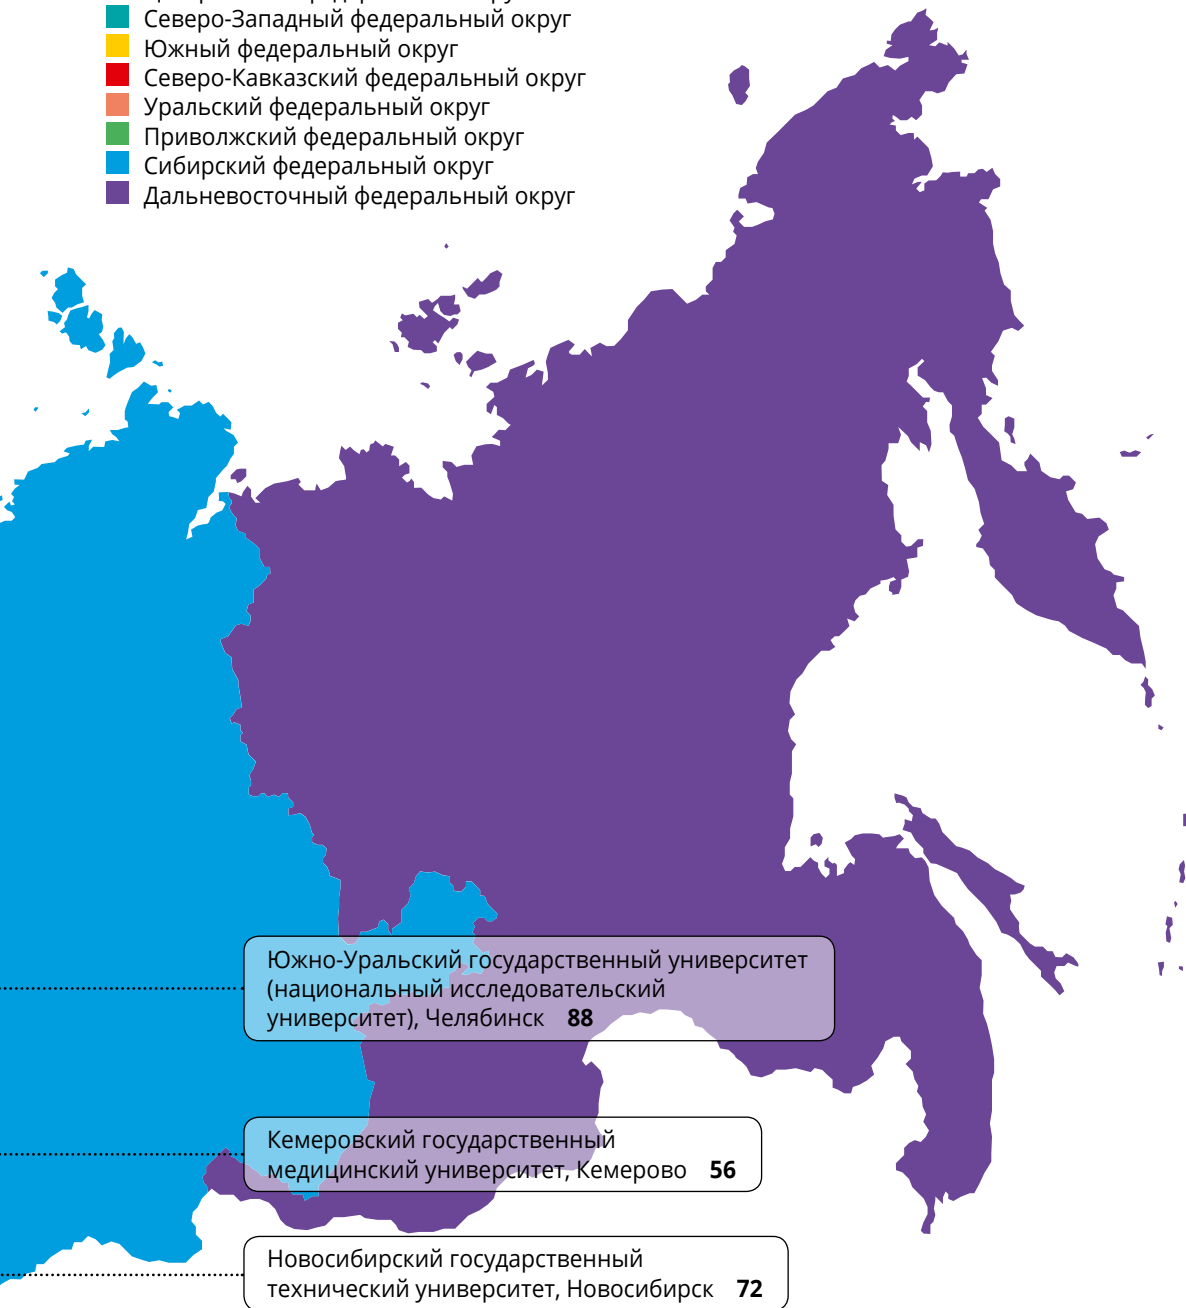 Северо-Западный федеральный округ
Южный федеральный округ
Северо-Кавказский федеральный округ
Уральский федеральный округ
Приволжский федеральный округ
Сибирский федеральный округ
Дальневосточный федеральный округ
Южно-Уральский государственный университет
(национальный исследовательский
университет), Челябинск 88
Кемеровский государственный
медицинский университет, Кемерово 56
Новосибирский государственный
технический университет, Новосибирск 72